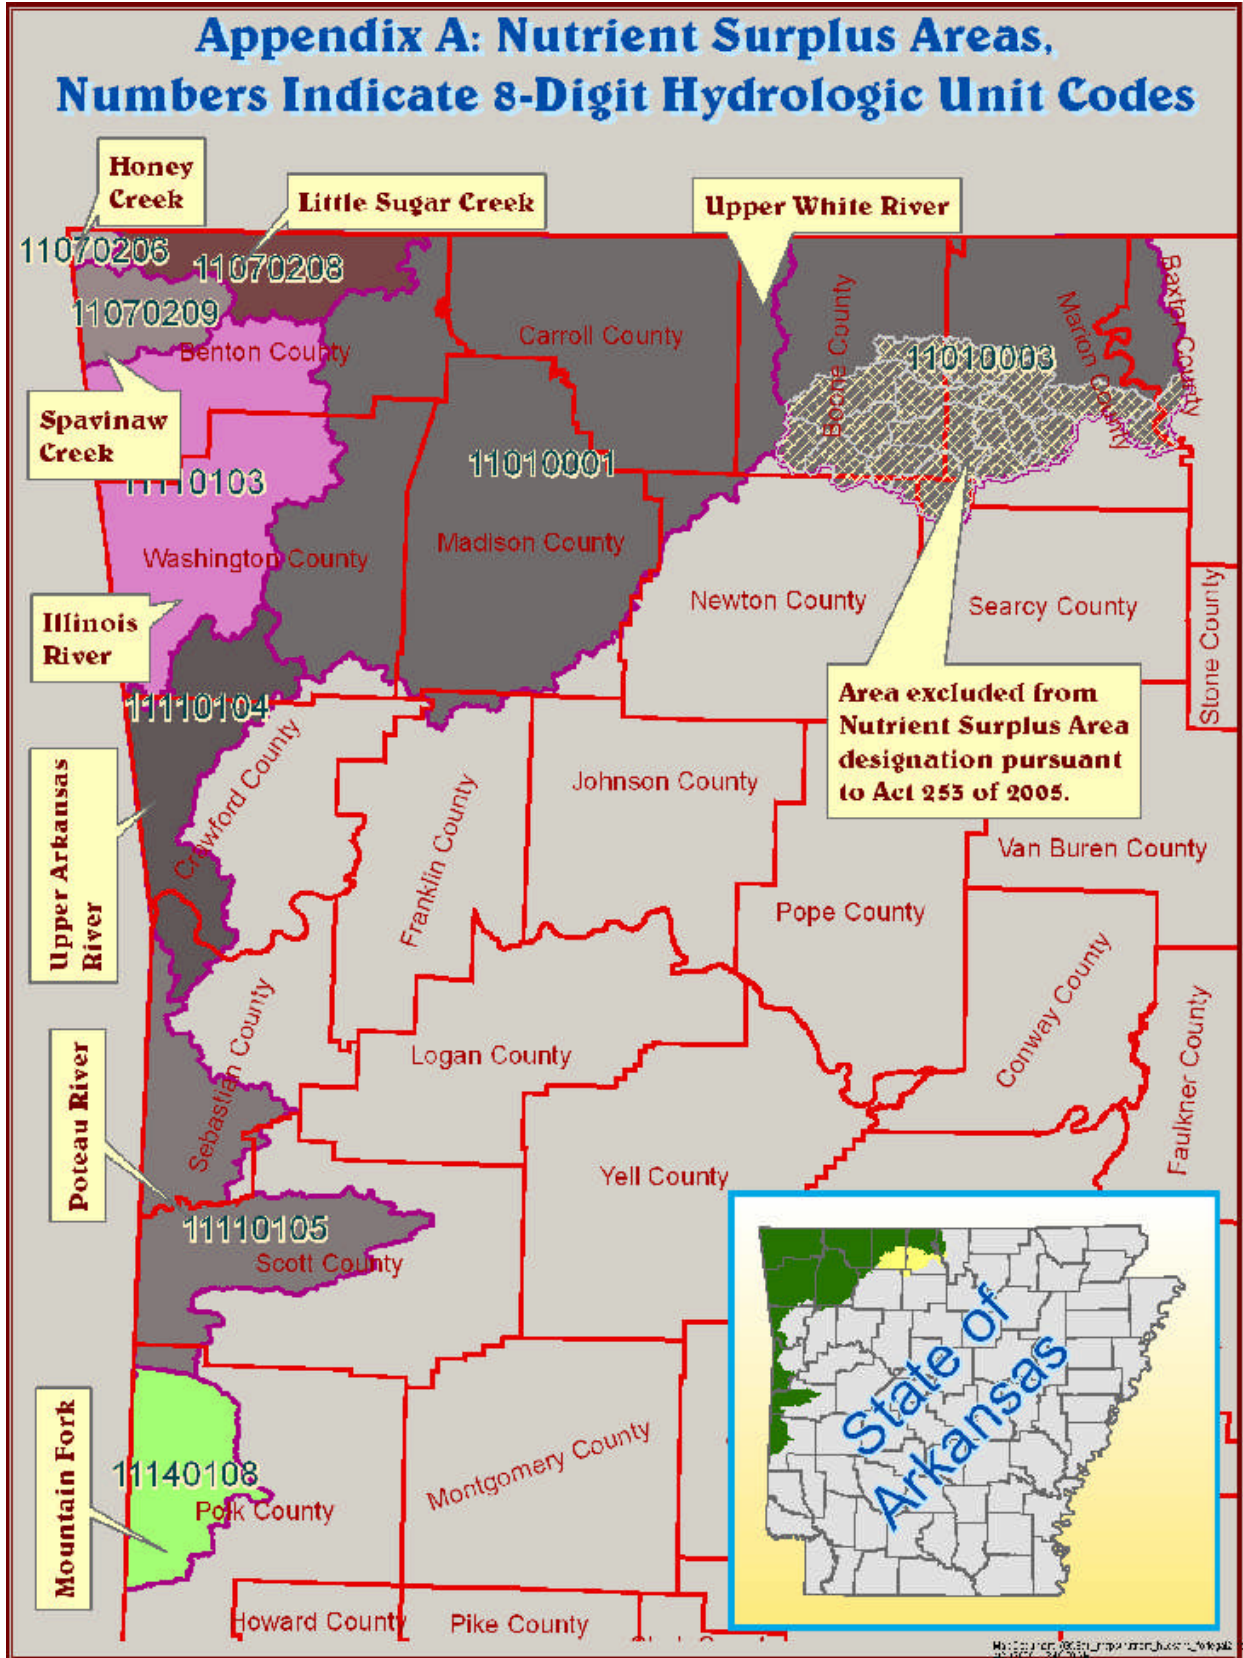 Appendix A: Nutrient Surplus Areas,
Numbers Indicate 8-Digit Hydrologic Unit Codes
Honey
Creek
Little Sugar Creek
Upper White River
11070206
11070208
11070209
Benton County
Carroll County
Boone County
Marion County
Baxter County
11010003
Spavinaw
Creek
11110103
11010001
Washington County
Madison County
Newton County
Searcy County
Stone County
Illinois
River
11110104
Area excluded from
Nutrient Surplus Area
designation pursuant
to Act 253 of 2005.
Upper Arkansas
River
Crawford County
Franklin County
Johnson County
Van Buren County
Pope County
Conway County
Faulkner County
Logan County
Sebastian County
Poteau River
Yell County
11110105
Scott County
Mountain Fork
11140108
Polk County
Montgomery County
State of
Arkansas
Howard County
Pike County